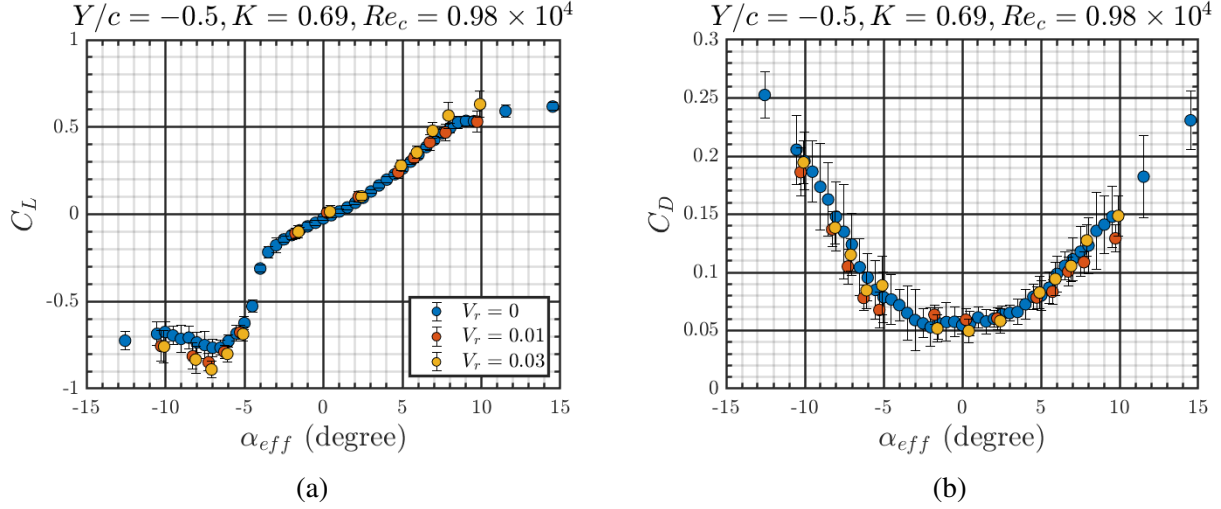 Y/c = −0.5, K = 0.69, Re_c = 0.98 × 10^4
1
0.5
0
-0.5
-1
C_L
V_r = 0
V_r = 0.01
V_r = 0.03
-15 -10 -5 0 5 10 15
α_eff (degree)
(a)
Y/c = −0.5, K = 0.69, Re_c = 0.98 × 10^4
0.3
0.25
0.2
0.15
0.1
0.05
0
C_D
-15 -10 -5 0 5 10 15
α_eff (degree)
(b)